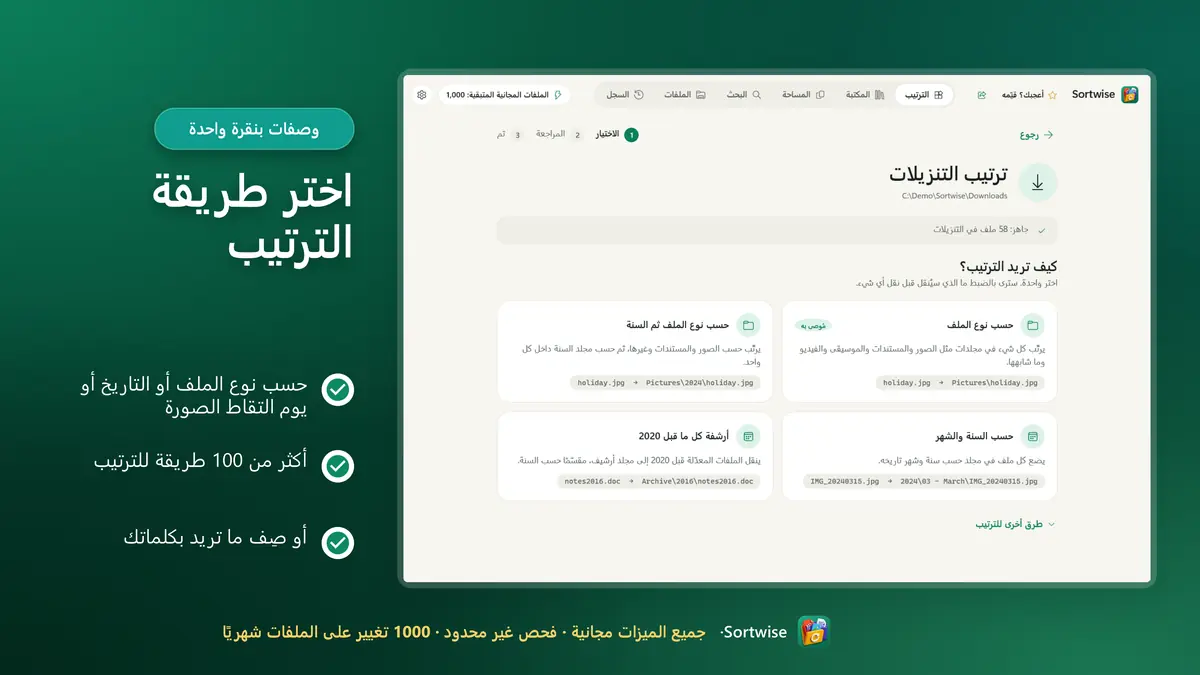 وصفات بنقرة واحدة
اختر طريقة
الترتيب
حسب نوع الملف أو التاريخ أو
يوم التقاط الصورة
أكثر من 100 طريقة للترتيب
أو صِف ما تريد بكلماتك
Sortwise
أعجبك؟ قيّمه
الترتيب
المكتبة
المساحة
البحث
الملفات
السجل
الملفات المجانية المتبقية: 1,000
رجوع
1 الاختيار
2 المراجعة
3 تم
ترتيب التنزيلات
C:\Demo\Sortwise\Downloads
جاهز: 58 ملف في التنزيلات
كيف تريد الترتيب؟
اختر واحدة. سترى بالضبط ما الذي سيُنقل قبل نقل أي شيء.
حسب نوع الملف
مُوصى به
يرتّب كل شيء في مجلدات مثل الصور والمستندات والموسيقى والفيديو
وما شابهها.
holiday.jpg → Pictures\holiday.jpg
حسب نوع الملف ثم السنة
يرتّب حسب الصور والمستندات وغيرها، ثم حسب مجلد السنة داخل كل
واحد.
holiday.jpg → Pictures\2024\holiday.jpg
حسب السنة والشهر
يضع كل ملف في مجلد حسب سنة وشهر تاريخه.
IMG_20240315.jpg → 2024\03 - March\IMG_20240315.jpg
أرشفة كل ما قبل 2020
ينقل الملفات المعدّلة قبل 2020 إلى مجلد أرشيف، مقسّمًا حسب السنة.
notes2016.doc → Archive\2016\notes2016.doc
طرق أخرى للترتيب
Sortwise· جميع الميزات مجانية · فحص غير محدود · 1000 تغيير على الملفات شهريًا